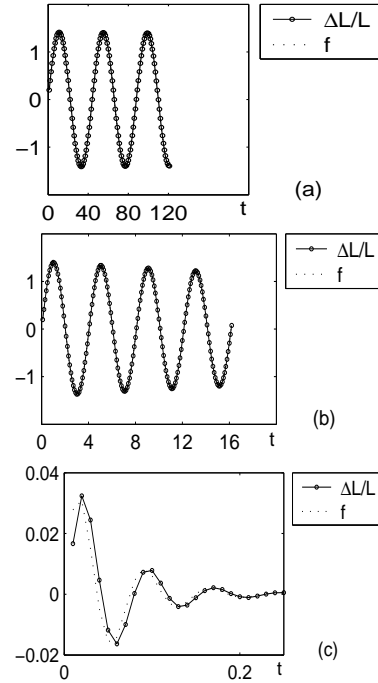 ΔL/L
f
1
0
−1
0 40 80 120 t
(a)
ΔL/L
f
1
0
−1
0 4 8 12 16 t
(b)
ΔL/L
f
0.04
0.02
0
−0.02
0 0.2 t
(c)